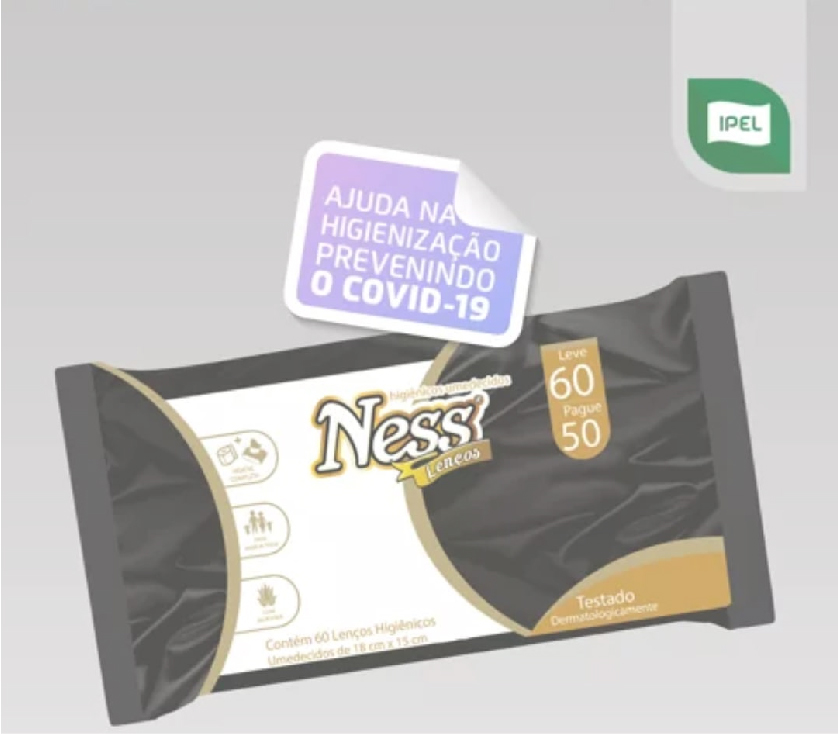 IPEL
AJUDA NA
HIGIENIZAÇÃO
PREVENINDO
O COVID-19
higiênicos umedecidos
Ness
Lenços
Leve
60
Pague
50
Testado
Dermatologicamente
Contém 60 Lenços Higiênicos
Umedecidos de 18 cm x 15 cm